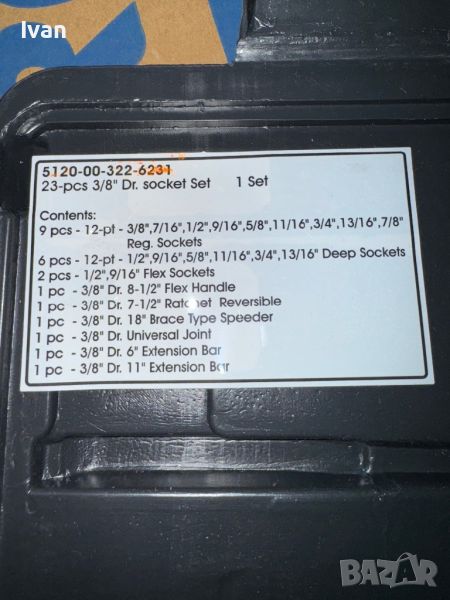 Ivan
5120-00-322-6231
23-pcs 3/8" Dr. socket Set 1 Set
Contents:
9 pcs - 12-pt - 3/8",7/16",1/2",9/16",5/8",11/16",3/4",13/16",7/8"
Reg. Sockets
6 pcs - 12-pt - 1/2",9/16",5/8",11/16",3/4",13/16" Deep Sockets
2 pcs - 1/2",9/16" Flex Sockets
1 pc - 3/8" Dr. 8-1/2" Flex Handle
1 pc - 3/8" Dr. 7-1/2" Ratchet Reversible
1 pc - 3/8" Dr. 18" Brace Type Speeder
1 pc - 3/8" Dr. Universal Joint
1 pc - 3/8" Dr. 6" Extension Bar
1 pc - 3/8" Dr. 11" Extension Bar
BAZAR